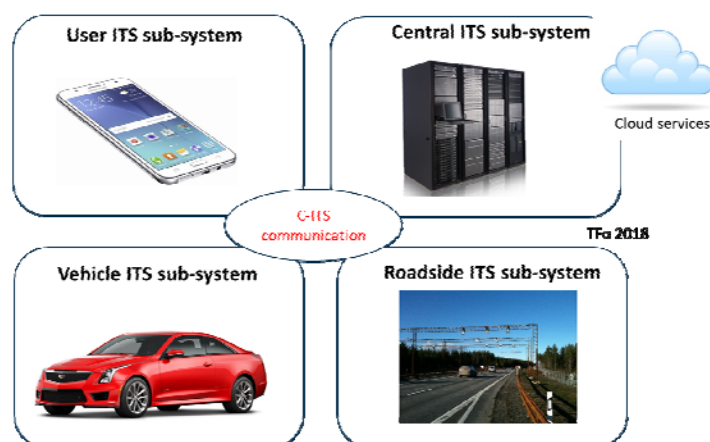 User ITS sub-system
Central ITS sub-system
Cloud services
C-ITS
communication
TFa 2018
Vehicle ITS sub-system
Roadside ITS sub-system